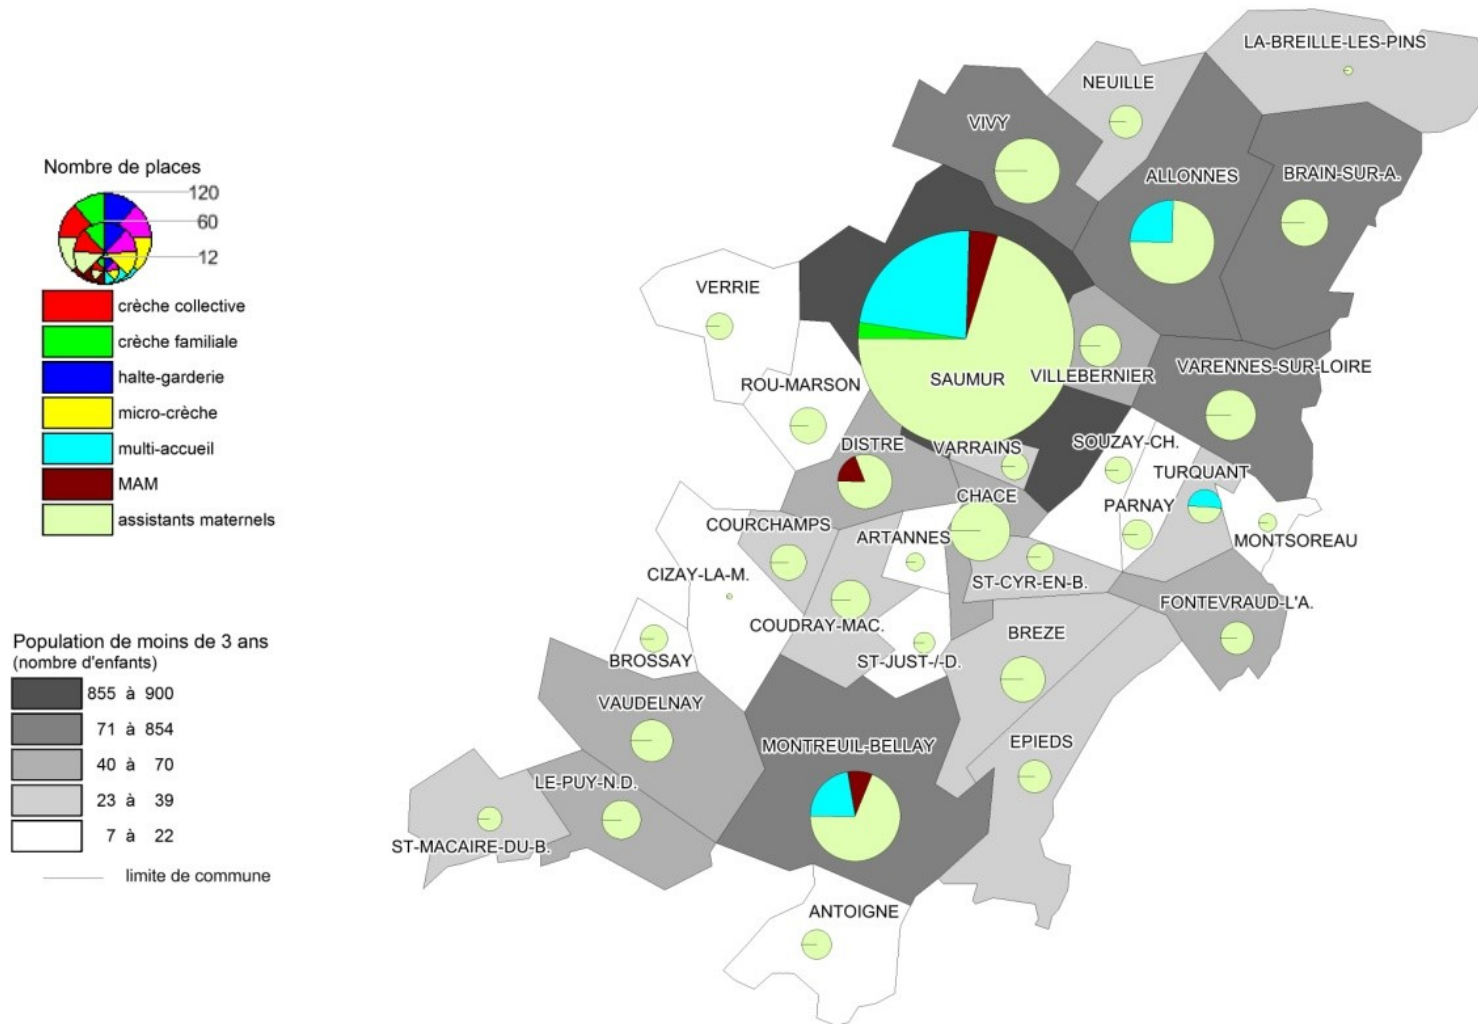 LA-BREILLE-LES-PINS
NEUILLE
VIVY
Nombre de places
120
60
12
ALLONNES
BRAIN-SUR-A.
VERRIE
crèche collective
crèche familiale
halte-garderie
micro-crèche
multi-accueil
MAM
assistants maternels
ROU-MARSON
SAUMUR
VILLEBERNIER
VARENNES-SUR-LOIRE
DISTRE
VARRAINS
SOUZAY-CH.
TURQUANT
CHACE
PARNAY
COURCHAMPS
ARTANNES
MONTSOREAU
CIZAY-LA-M.
ST-CYR-EN-B.
FONTEVRAUD-L'A.
COUDRAY-MAC.
BREZE
BROSSAY
ST-JUST-/-D.
Population de moins de 3 ans
(nombre d'enfants)
855 à 900
71 à 854
40 à 70
23 à 39
7 à 22
limite de commune
VAUDELNAY
MONTREUIL-BELLAY
EPIEDS
LE-PUY-N.D.
ST-MACAIRE-DU-B.
ANTOIGNE